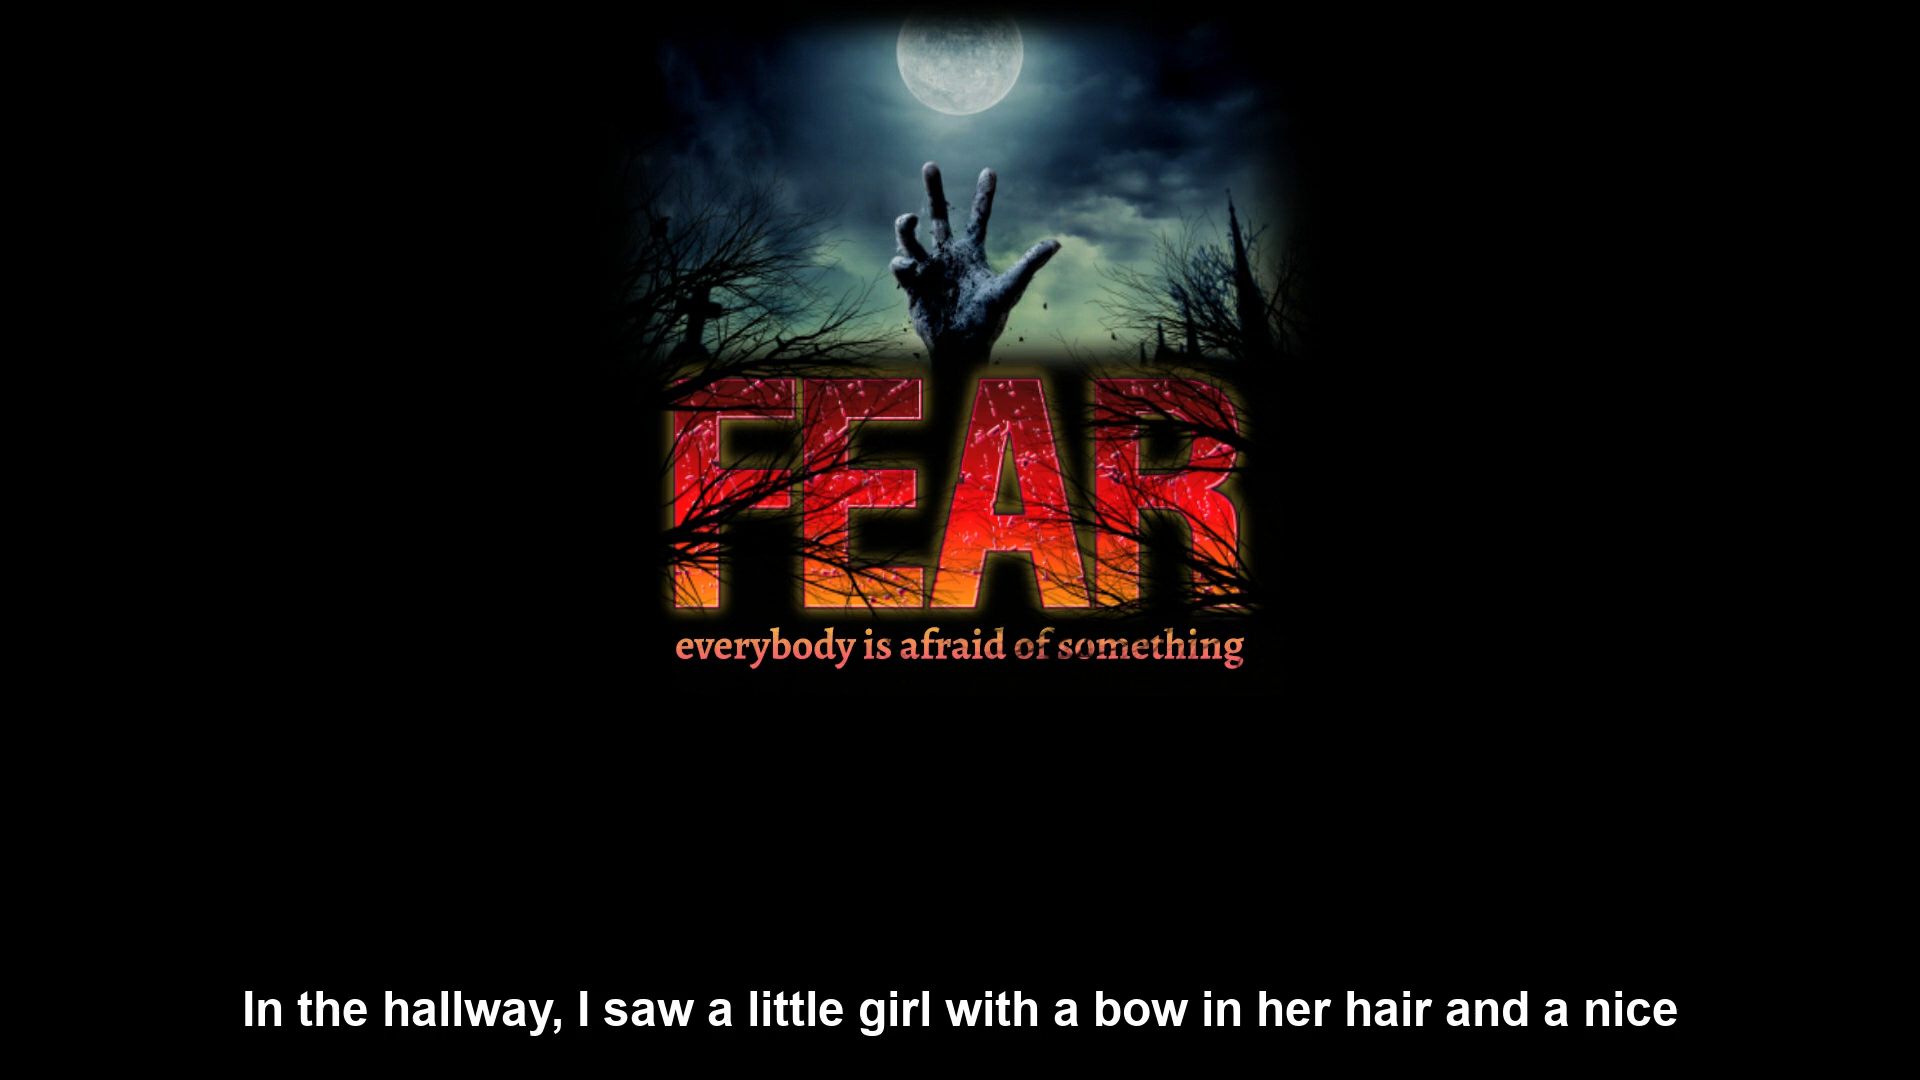 FEAR
everybody is afraid of something
In the hallway, I saw a little girl with a bow in her hair and a nice